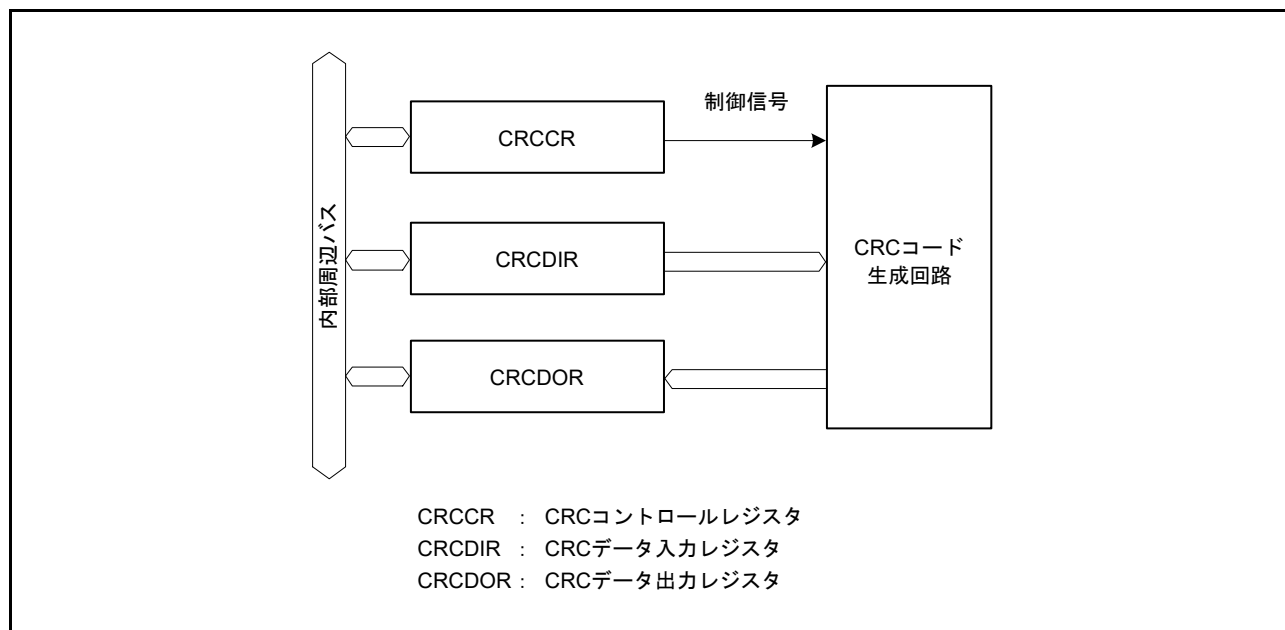 制御信号
CRCCR
内部周辺バス
CRCDIR
CRCコード
生成回路
CRCDOR
CRCCR : CRCコントロールレジスタ
CRCDIR : CRCデータ入力レジスタ
CRCDOR : CRCデータ出力レジスタ